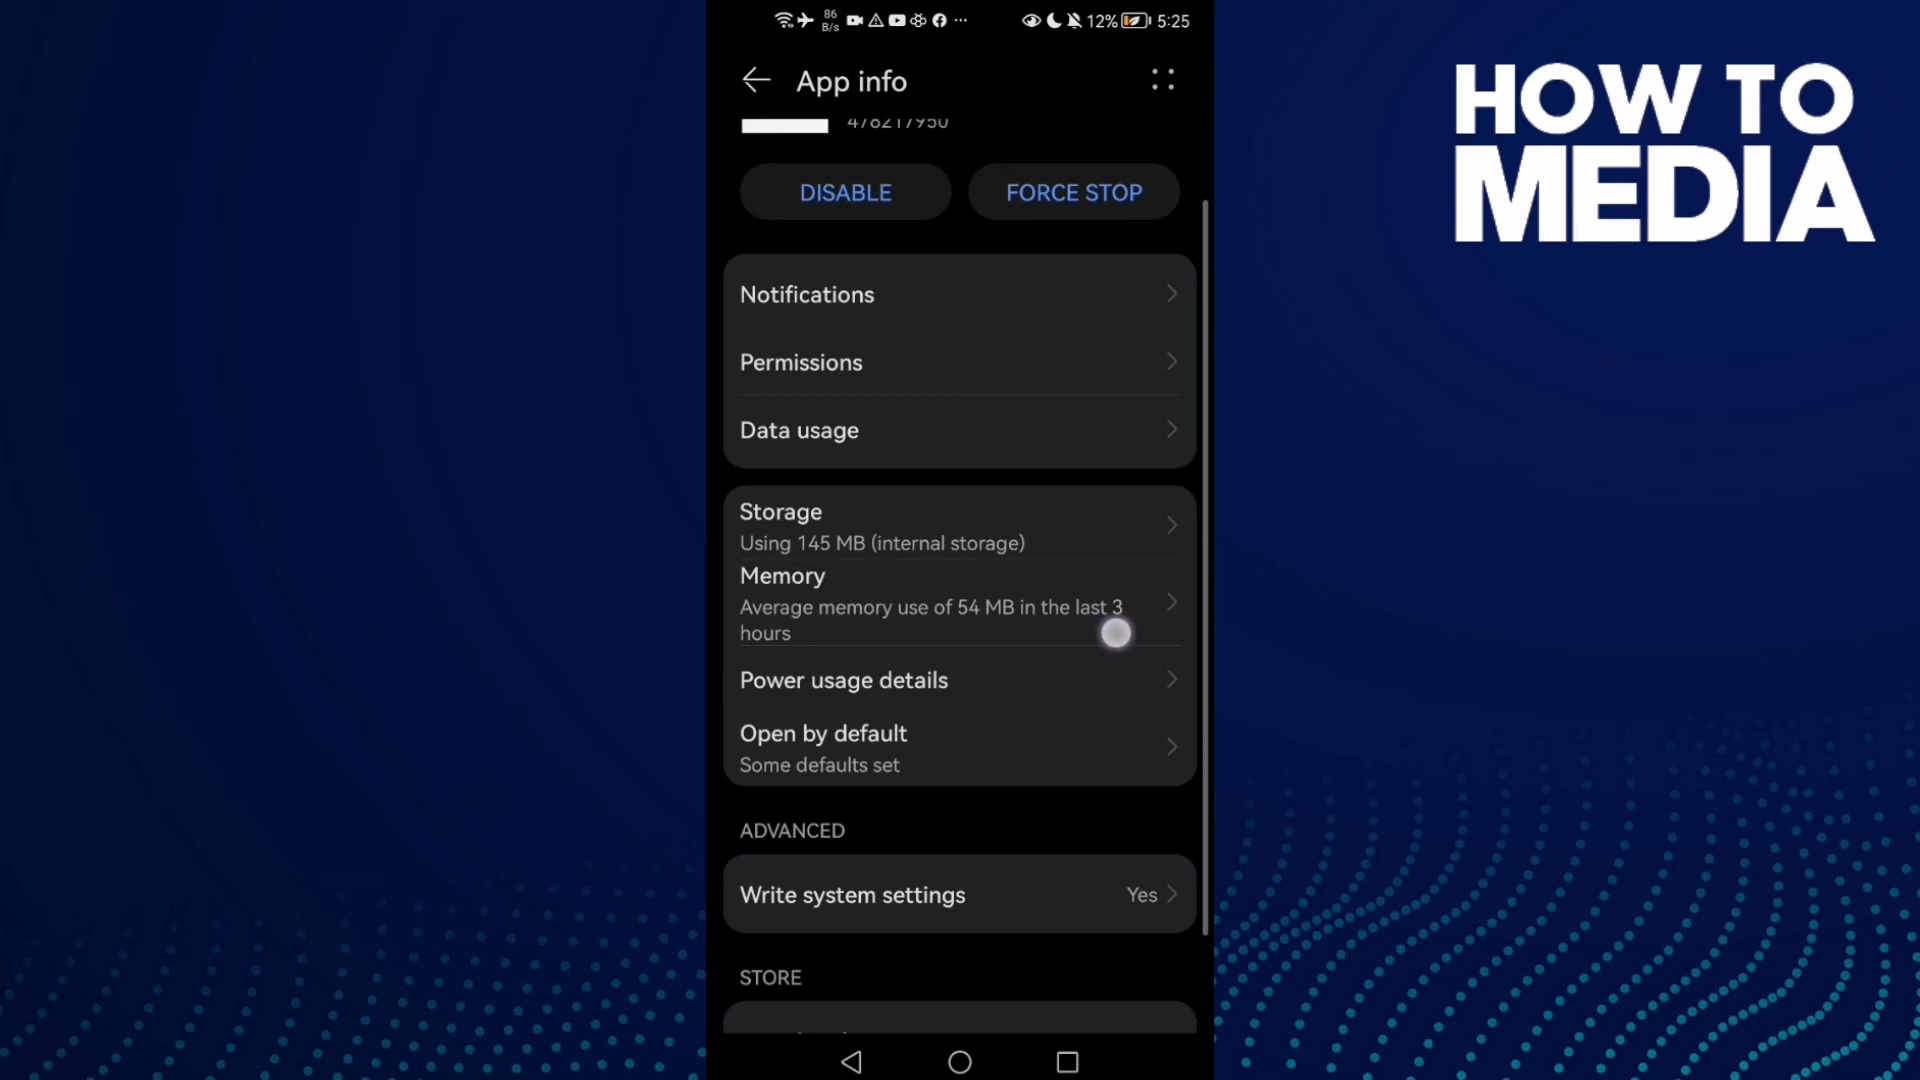 86
B/s
12%
5:25
App info
478217950
HOW TO
MEDIA
DISABLE
FORCE STOP
Notifications
Permissions
Data usage
Storage
Using 145 MB (internal storage)
Memory
Average memory use of 54 MB in the last 3
hours
Power usage details
Open by default
Some defaults set
ADVANCED
Write system settings
Yes
STORE